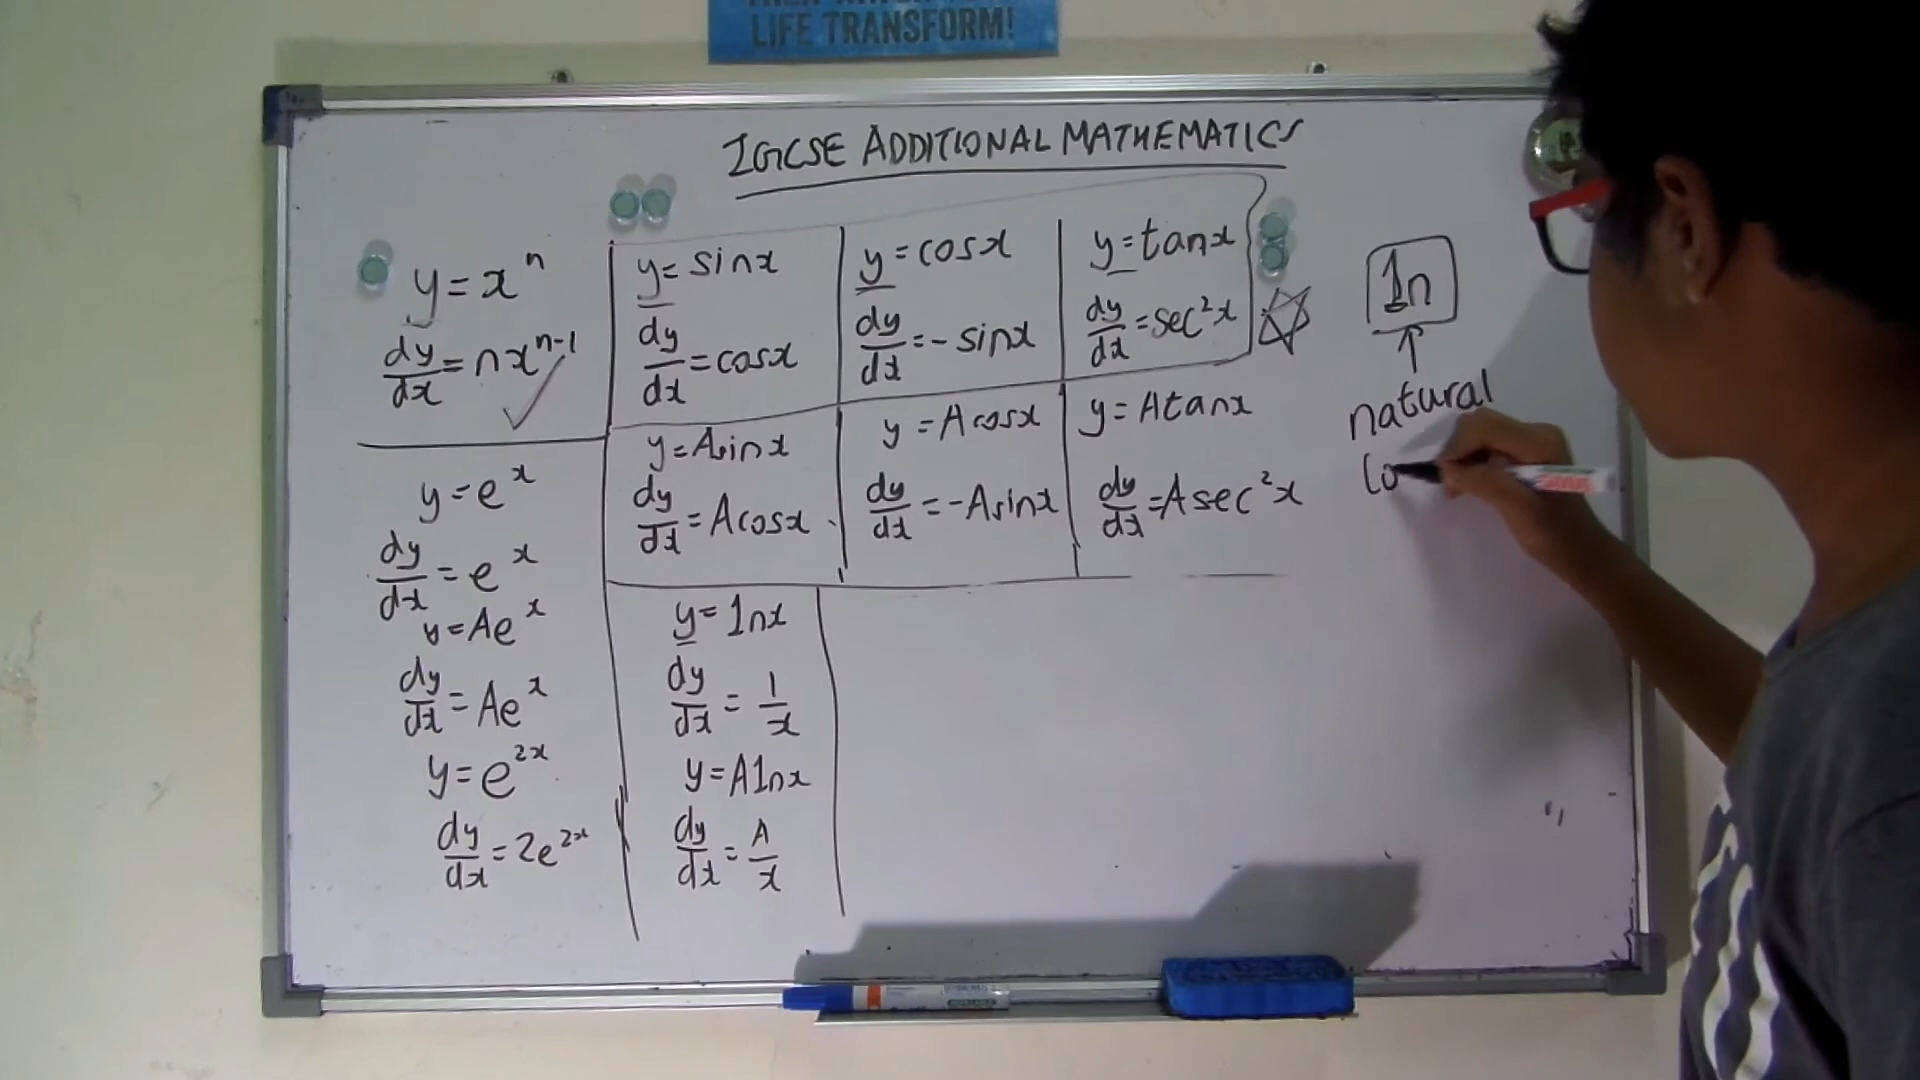 LIFE TRANSFORM!
IGCSE ADDITIONAL MATHEMATICS
y = x^n
dy/dx = nx^(n-1)
y = e^x
dy/dx = e^x
y = Ae^x
dy/dx = Ae^x
y = e^(2x)
dy/dx = 2e^(2x)
y = sinx
dy/dx = cosx
y = cosx
dy/dx = -sinx
y = tanx
dy/dx = sec²x
y = Asinx
dy/dx = Acosx
y = Acosx
dy/dx = -Asinx
y = Atanx
dy/dx = Asec²x
y = lnx
dy/dx = 1/x
y = Alnx
dy/dx = A/x
ln
natural
lo